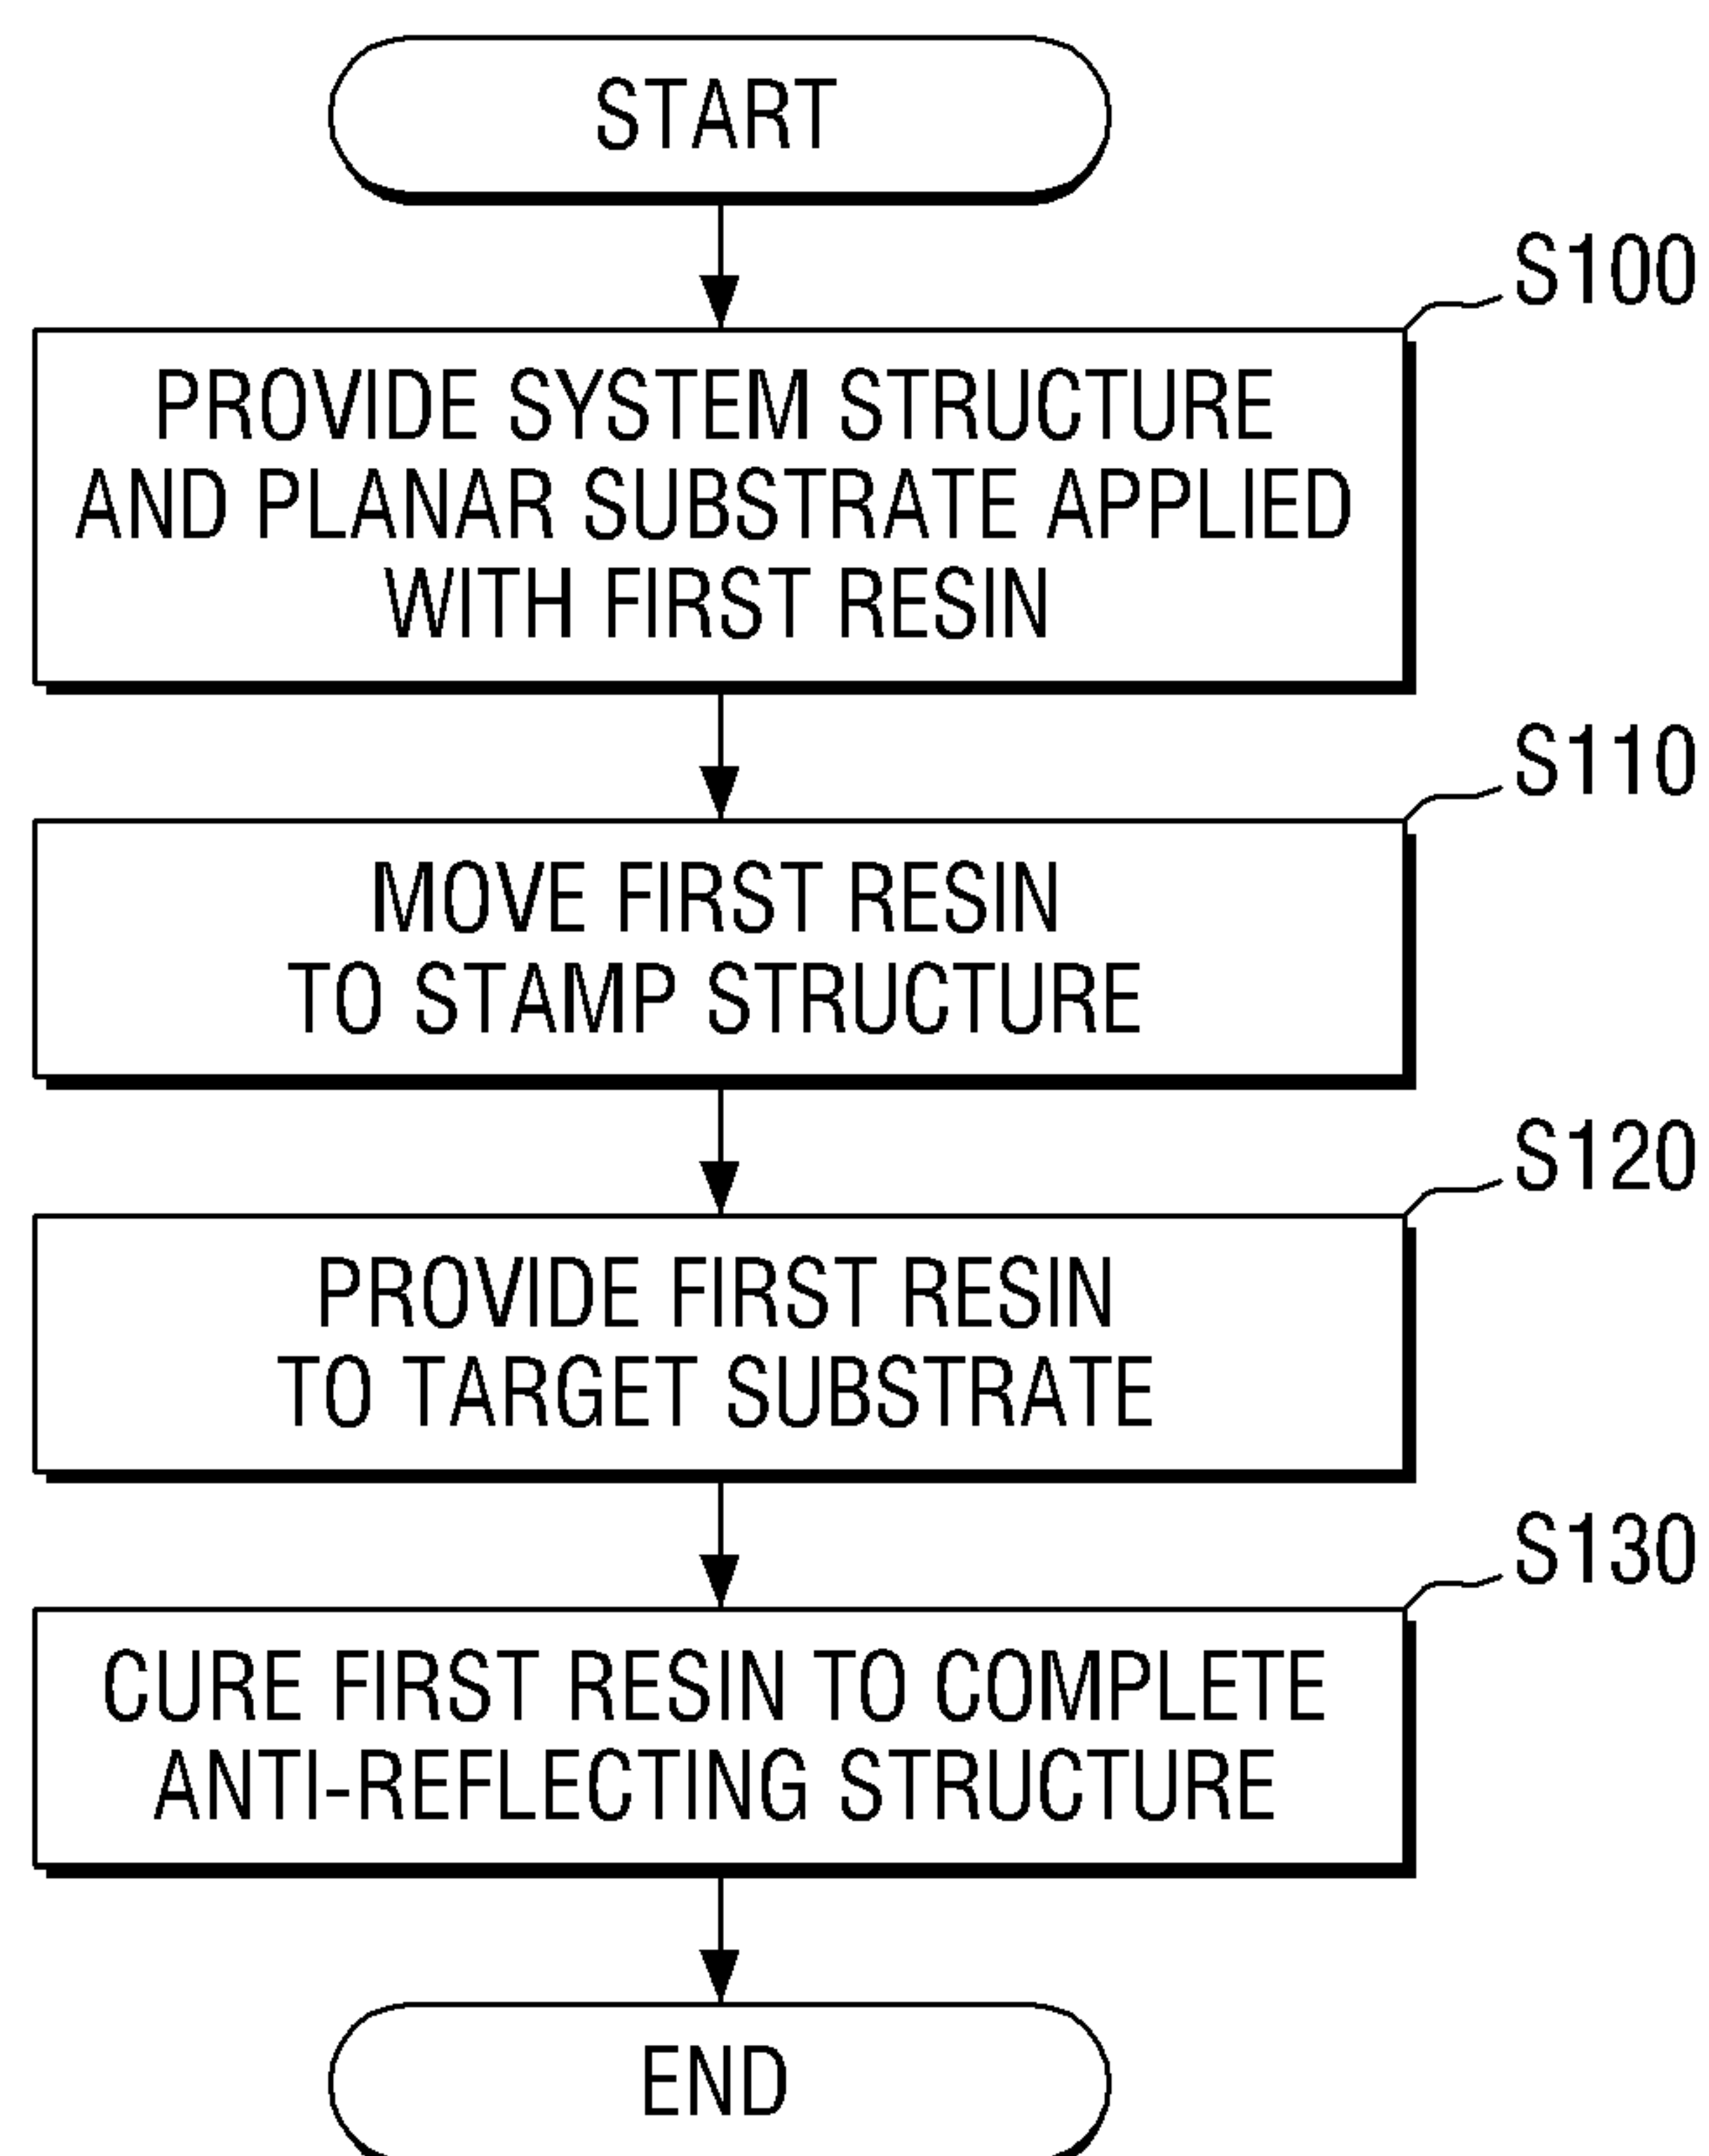 START
S100
PROVIDE SYSTEM STRUCTURE
AND PLANAR SUBSTRATE APPLIED
WITH FIRST RESIN
S110
MOVE FIRST RESIN
TO STAMP STRUCTURE
S120
PROVIDE FIRST RESIN
TO TARGET SUBSTRATE
S130
CURE FIRST RESIN TO COMPLETE
ANTI-REFLECTING STRUCTURE
END